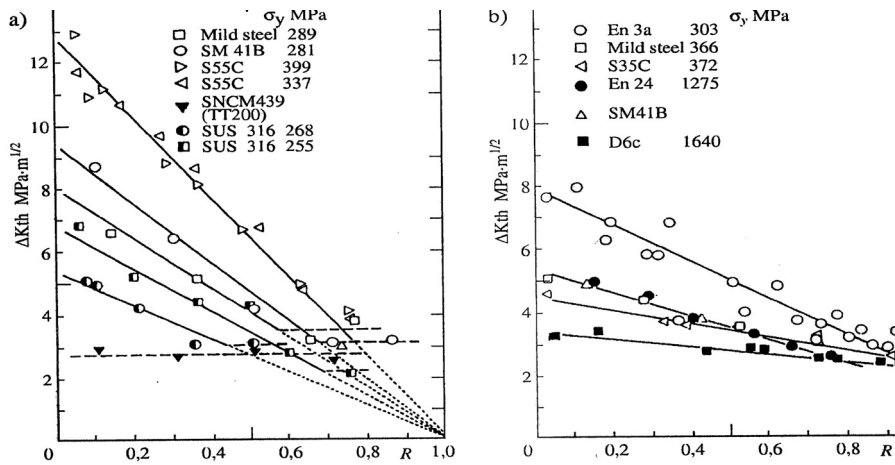 a)
σy MPa
Mild steel 289
SM 41B 281
S55C 399
S55C 337
SNCM439
(TT200)
SUS 316 268
SUS 316 255
ΔKth MPa·m1/2
12
10
8
6
4
2
0
0,2
0,4
0,6
0,8
R
1,0
b)
σy MPa
En 3a 303
Mild steel 366
S35C 372
En 24 1275
SM41B
D6c 1640
ΔKth MPa·m1/2
12
10
8
6
4
2
0
0,2
0,4
0,6
0,8
R